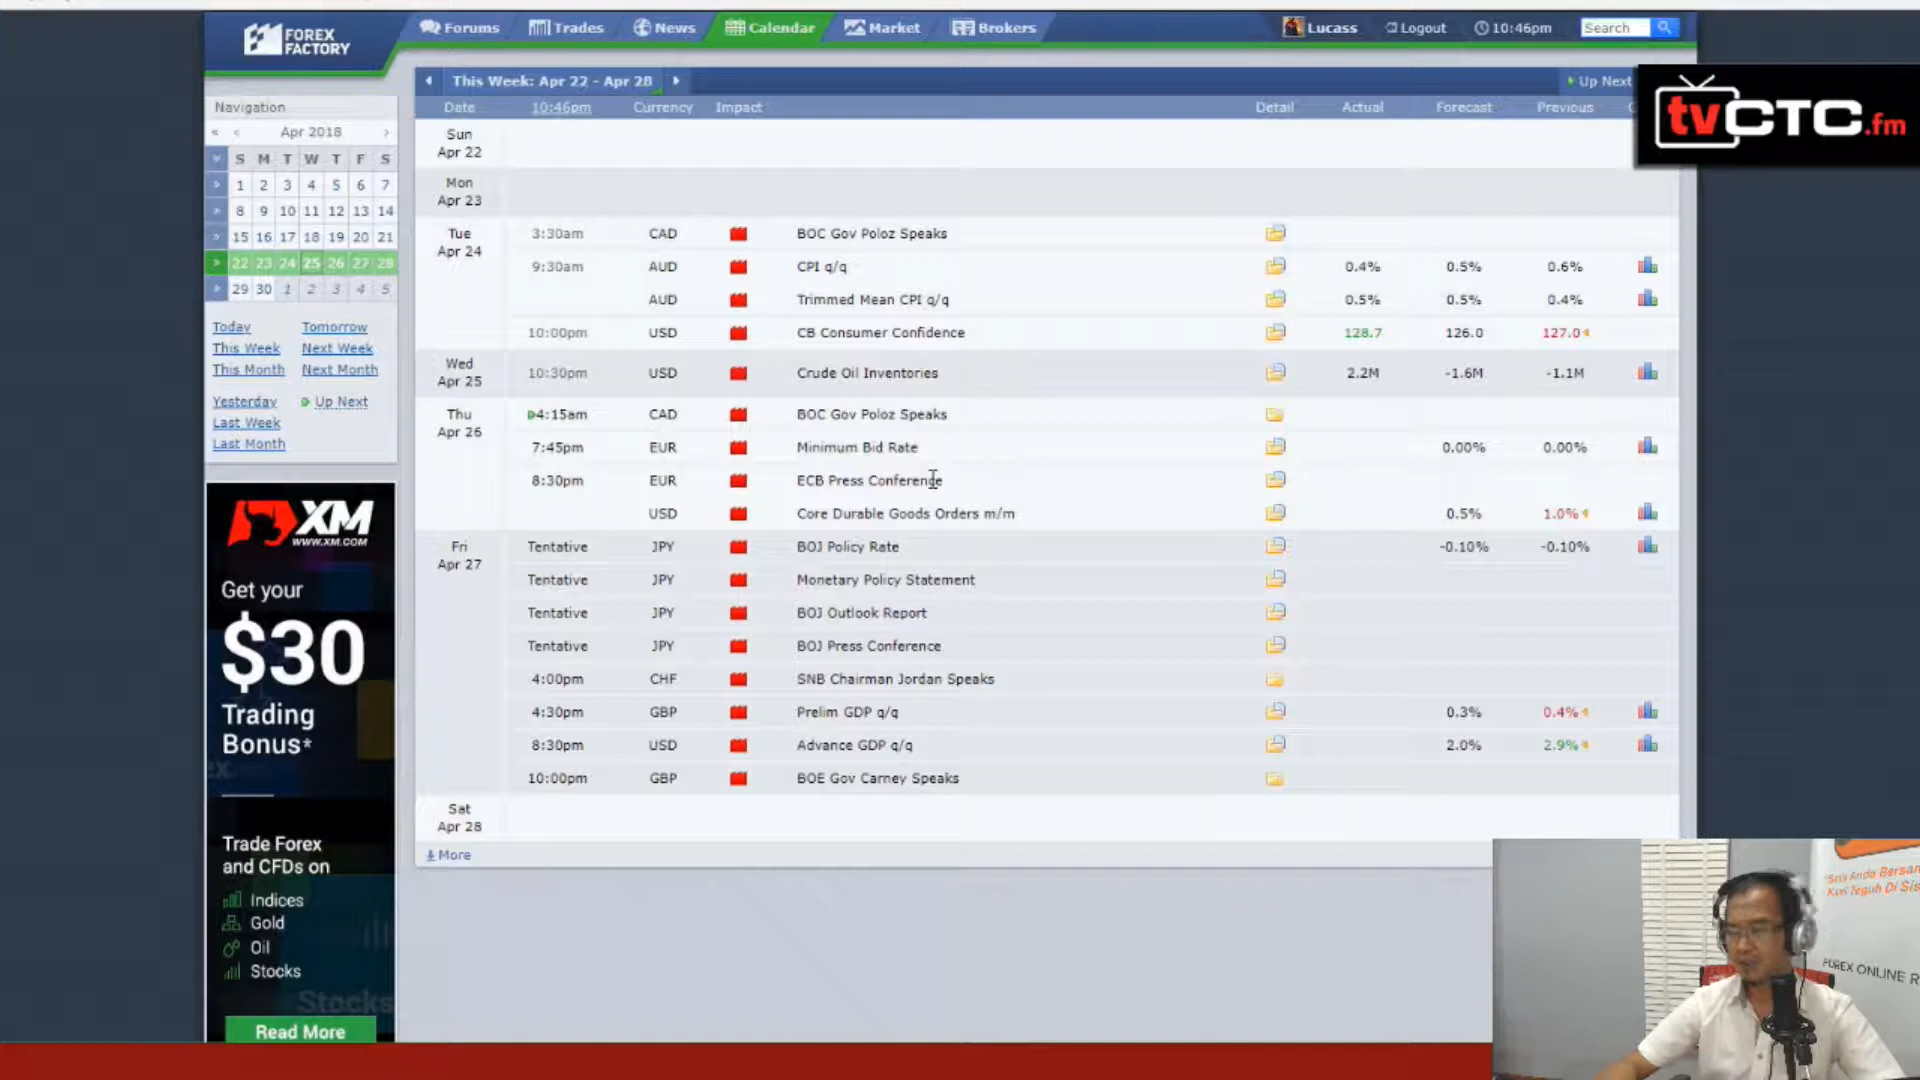 FOREX FACTORY
Forums Trades News Calendar Market Brokers
Lucass Logout 10:46pm Search
tvCTC.fm
Navigation
« ‹ Apr 2018 ›
S M T W T F S
1 2 3 4 5 6 7
8 9 10 11 12 13 14
15 16 17 18 19 20 21
22 23 24 25 26 27 28
29 30 1 2 3 4 5
Today Tomorrow
This Week Next Week
This Month Next Month
Yesterday Up Next
Last Week
Last Month
XM
WWW.XM.COM
Get your
$30
Trading
Bonus*
Trade Forex
and CFDs on
Indices
Gold
Oil
Stocks
Stocks
Read More
This Week: Apr 22 - Apr 28 Up Next
Date 10:46pm Currency Impact Detail Actual Forecast Previous
Sun
Apr 22
Mon
Apr 23
Tue
Apr 24
3:30am CAD BOC Gov Poloz Speaks
9:30am AUD CPI q/q 0.4% 0.5% 0.6%
AUD Trimmed Mean CPI q/q 0.5% 0.5% 0.4%
10:00pm USD CB Consumer Confidence 128.7 126.0 127.0
Wed
Apr 25
10:30pm USD Crude Oil Inventories 2.2M -1.6M -1.1M
Thu
Apr 26
4:15am CAD BOC Gov Poloz Speaks
7:45pm EUR Minimum Bid Rate 0.00% 0.00%
8:30pm EUR ECB Press Conference
USD Core Durable Goods Orders m/m 0.5% 1.0%
Fri
Apr 27
Tentative JPY BOJ Policy Rate -0.10% -0.10%
Tentative JPY Monetary Policy Statement
Tentative JPY BOJ Outlook Report
Tentative JPY BOJ Press Conference
4:00pm CHF SNB Chairman Jordan Speaks
4:30pm GBP Prelim GDP q/q 0.3% 0.4%
8:30pm USD Advance GDP q/q 2.0% 2.9%
10:00pm GBP BOE Gov Carney Speaks
Sat
Apr 28
More
Anda Bersam
Teguh Di Sis
FOREX ONLINE R